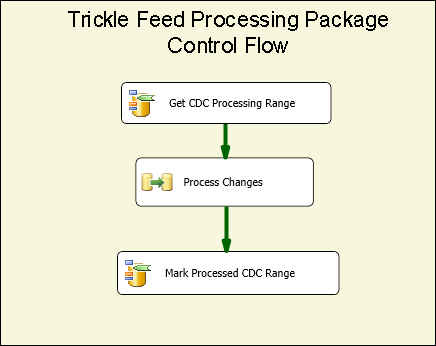 Trickle Feed Processing Package
Control Flow
Get CDC Processing Range
Process Changes
Mark Processed CDC Range